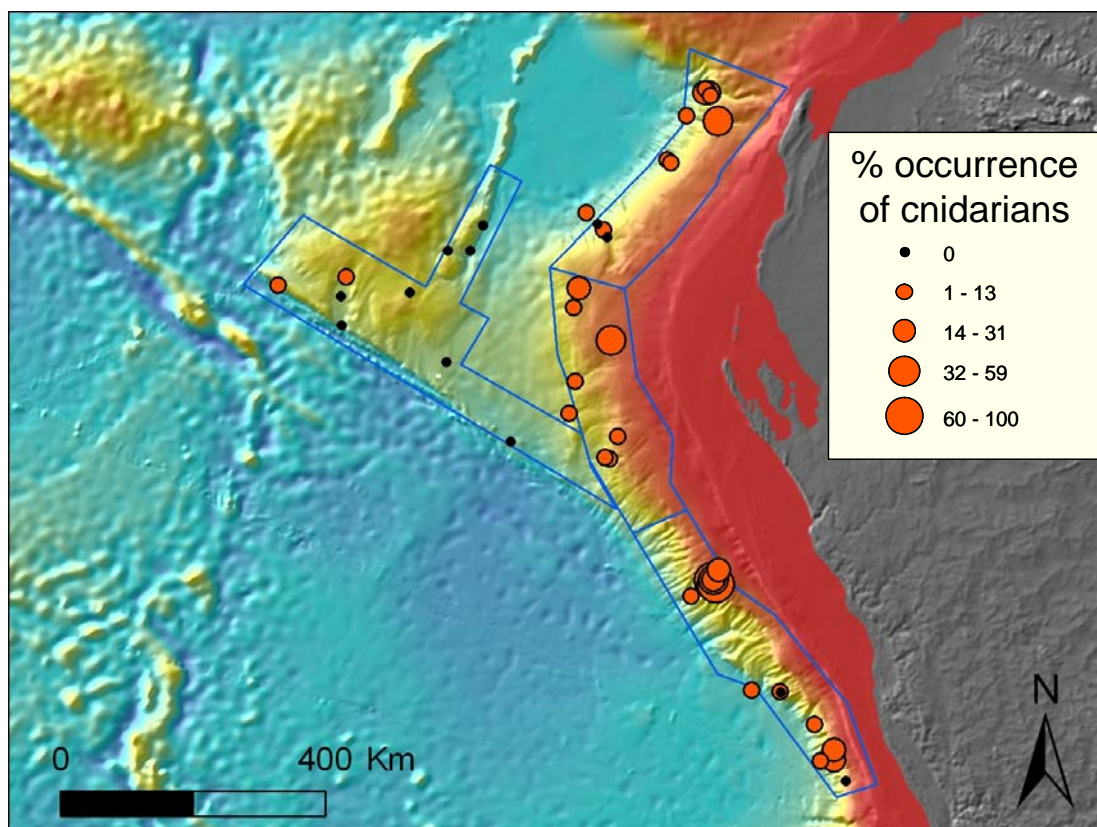 % occurrence
of cnidarians
0
1 - 13
14 - 31
32 - 59
60 - 100
N
0 400 Km